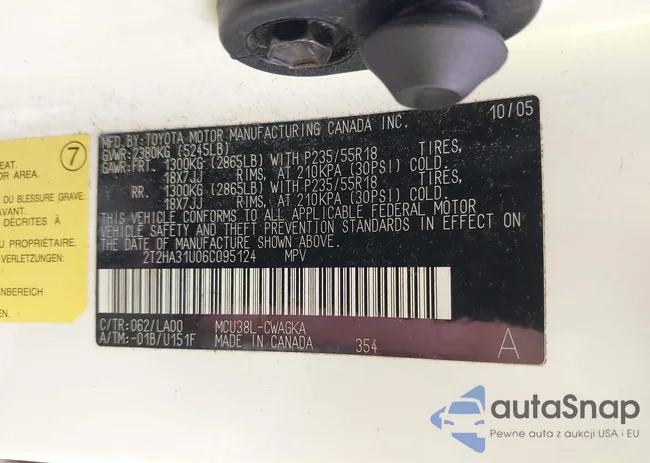 7
EAT.
OR AREA.
OU BLESSURE GRAVE
'AVANT.
DÉCRITES À
U PROPRIÉTAIRE.
VERLETZUNGEN
NENBEREICH
10/05
MFD. BY: TOYOTA MOTOR MANUFACTURING CANADA INC.
GVWR: 2380KG (5245LB)
GAWR: FRT. 1300KG (2865LB) WITH P235/55R18 TIRES,
18X7JJ RIMS, AT 210KPA (30PSI) COLD.
RR. 1300KG (2865LB) WITH P235/55R18 TIRES,
18X7JJ RIMS, AT 210KPA (30PSI) COLD.
THIS VEHICLE CONFORMS TO ALL APPLICABLE FEDERAL MOTOR
VEHICLE SAFETY AND THEFT PREVENTION STANDARDS IN EFFECT ON
THE DATE OF MANUFACTURE SHOWN ABOVE.
2T2HA31U06C095124 MPV
C/TR: 062/LA00 MCU38L-CWAGKA
A/TM: -01B/U151F MADE IN CANADA 354 A
autaSnap
Pewne auta z aukcji USA i EU